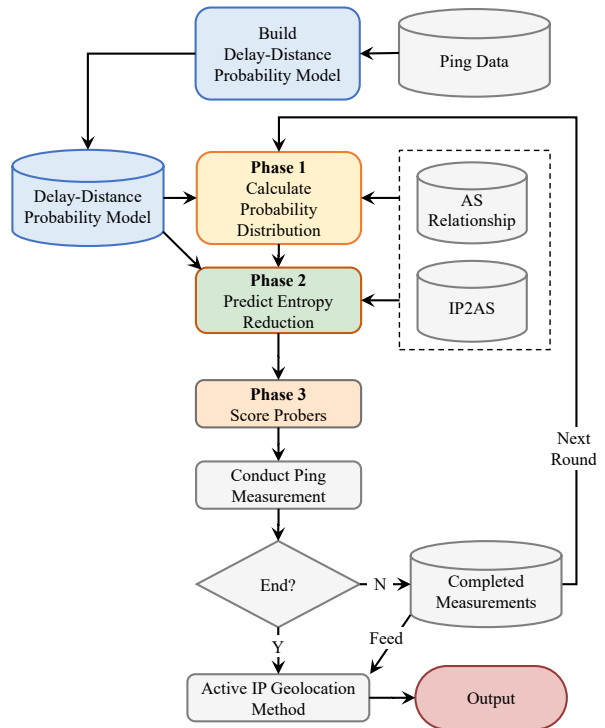 Build
Delay-Distance
Probability Model
Ping Data
Delay-Distance
Probability Model
Phase 1
Calculate
Probability
Distribution
AS
Relationship
Phase 2
Predict Entropy
Reduction
IP2AS
Phase 3
Score Probers
Next
Round
Conduct Ping
Measurement
End?
N
Completed
Measurements
Y
Feed
Active IP Geolocation
Method
Output